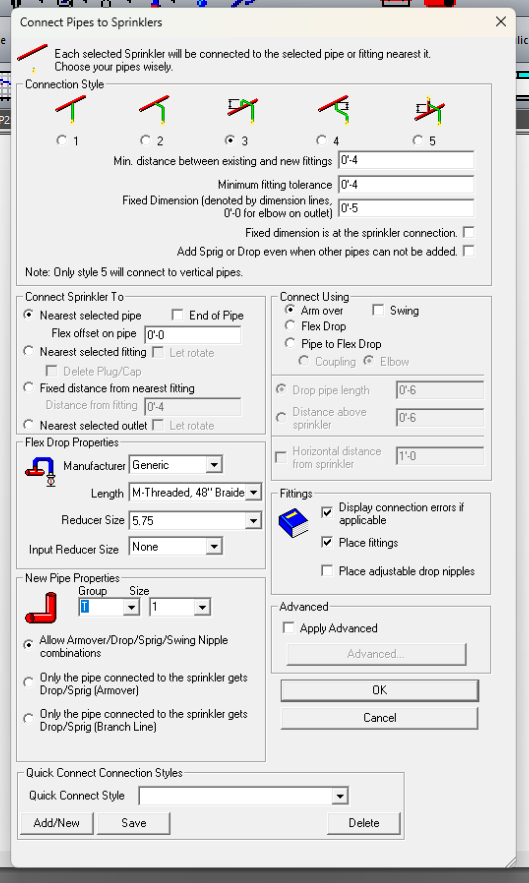 Connect Pipes to Sprinklers
Each selected Sprinkler will be connected to the selected pipe or fitting nearest it.
Choose your pipes wisely.
Connection Style
1 2 3 4 5
Min. distance between existing and new fittings 0'-4
Minimum fitting tolerance 0'-4
Fixed Dimension (denoted by dimension lines,
0'-0 for elbow on outlet) 0'-5
Fixed dimension is at the sprinkler connection.
Add Sprig or Drop even when other pipes can not be added.
Note: Only style 5 will connect to vertical pipes.
Connect Sprinkler To
Nearest selected pipe End of Pipe
Flex offset on pipe 0'-0
Nearest selected fitting Let rotate
Delete Plug/Cap
Fixed distance from nearest fitting
Distance from fitting 0'-4
Nearest selected outlet Let rotate
Connect Using
Arm over Swing
Flex Drop
Pipe to Flex Drop
Coupling Elbow
Drop pipe length 0'-6
Distance above
sprinkler 0'-6
Horizontal distance
from sprinkler 1'-0
Flex Drop Properties
Manufacturer Generic
Length M-Threaded, 48" Braide
Reducer Size 5.75
Input Reducer Size None
Fittings
Display connection errors if
applicable
Place fittings
Place adjustable drop nipples
New Pipe Properties
Group Size
T 1
Allow Armover/Drop/Sprig/Swing Nipple
combinations
Only the pipe connected to the sprinkler gets
Drop/Sprig (Armover)
Only the pipe connected to the sprinkler gets
Drop/Sprig (Branch Line)
Advanced
Apply Advanced
Advanced...
OK
Cancel
Quick Connect Connection Styles
Quick Connect Style
Add/New Save Delete